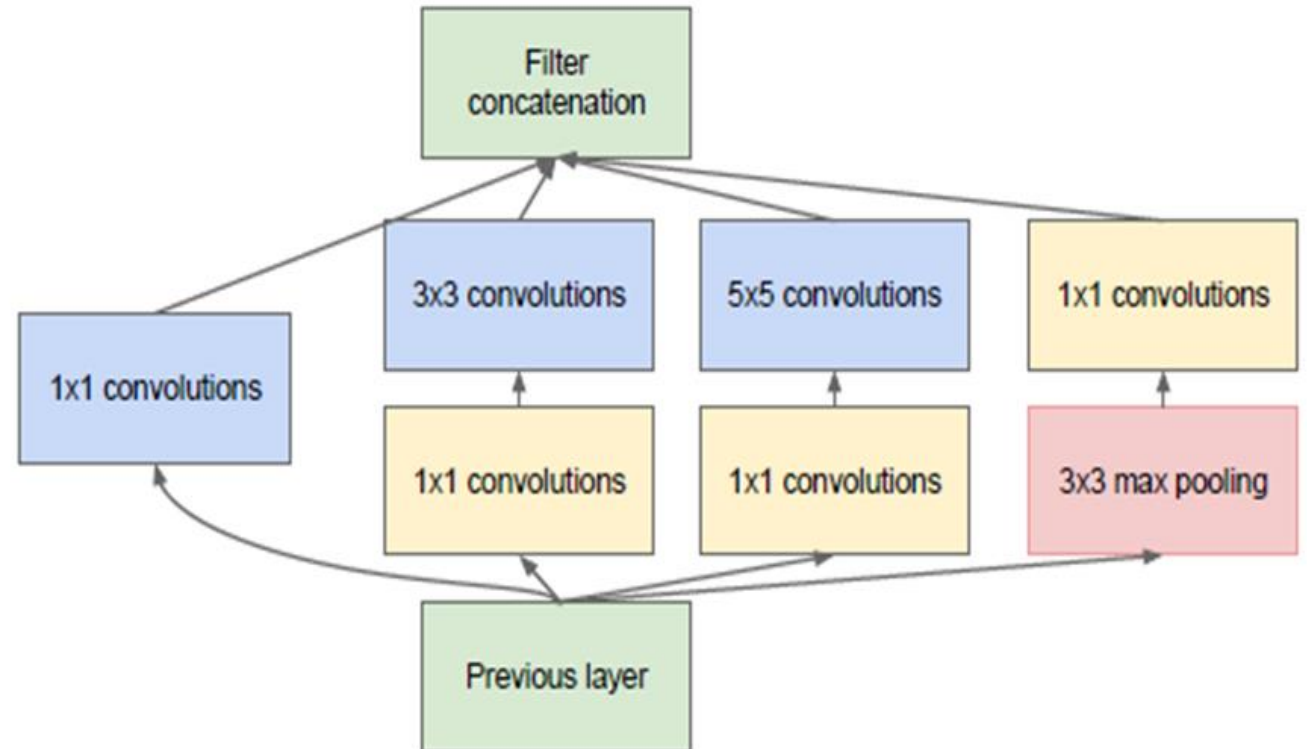 Filter
concatenation
3x3 convolutions
5x5 convolutions
1x1 convolutions
1x1 convolutions
1x1 convolutions
1x1 convolutions
3x3 max pooling
Previous layer